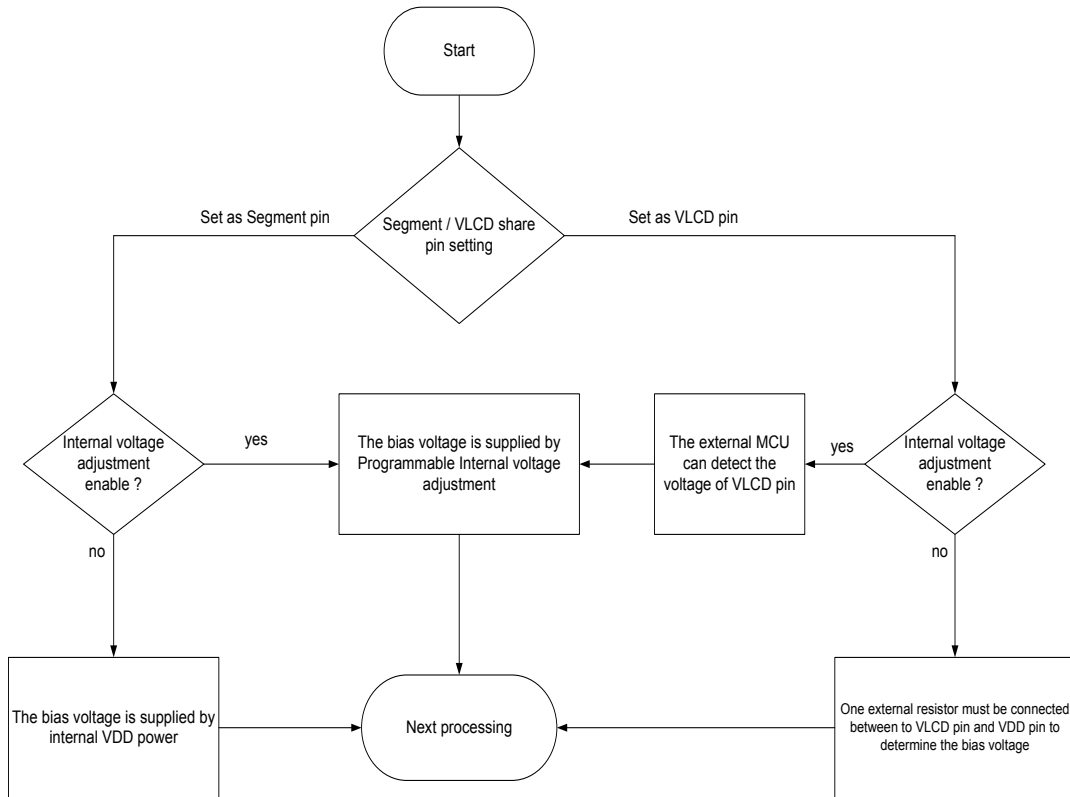 Start
Segment / VLCD share
pin setting
Set as Segment pin
Set as VLCD pin
Internal voltage
adjustment
enable ?
yes
The bias voltage is supplied by
Programmable Internal voltage
adjustment
The external MCU
can detect the
voltage of VLCD pin
yes
Internal voltage
adjustment
enable ?
no
no
The bias voltage is supplied by
internal VDD power
Next processing
One external resistor must be connected
between to VLCD pin and VDD pin to
determine the bias voltage